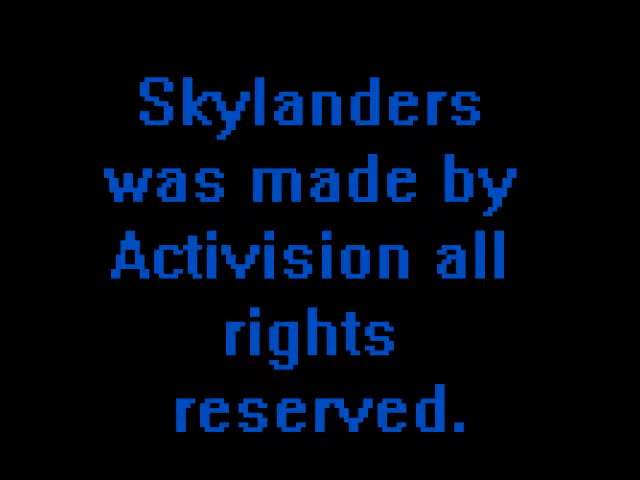 Skylanders
was made by
Activision all
rights
reserved.